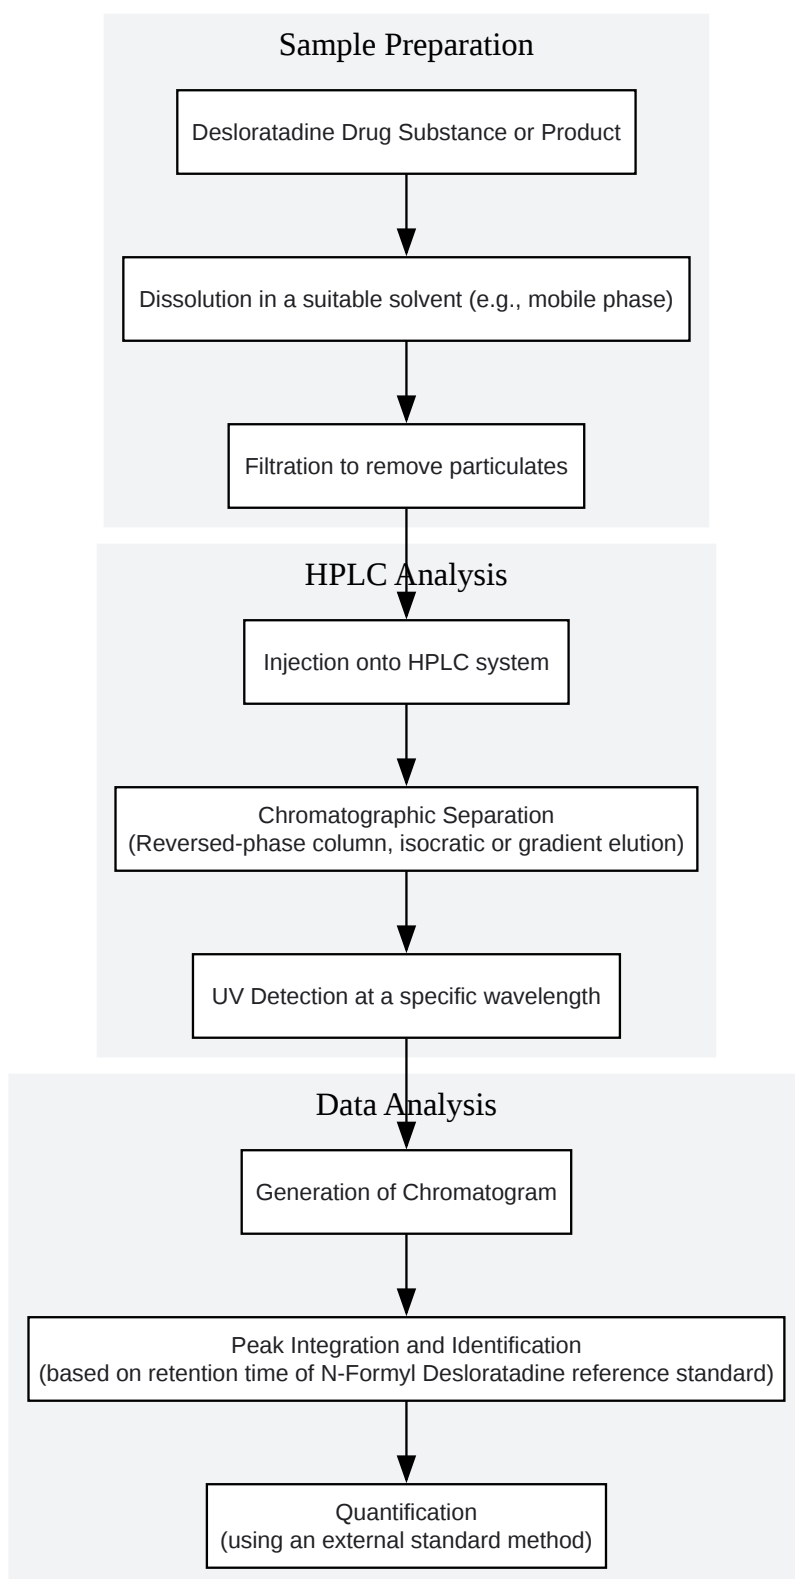 Sample Preparation
Desloratadine Drug Substance or Product
Dissolution in a suitable solvent (e.g., mobile phase)
Filtration to remove particulates
HPLC Analysis
Injection onto HPLC system
Chromatographic Separation
(Reversed-phase column, isocratic or gradient elution)
UV Detection at a specific wavelength
Data Analysis
Generation of Chromatogram
Peak Integration and Identification
(based on retention time of N-Formyl Desloratadine reference standard)
Quantification
(using an external standard method)